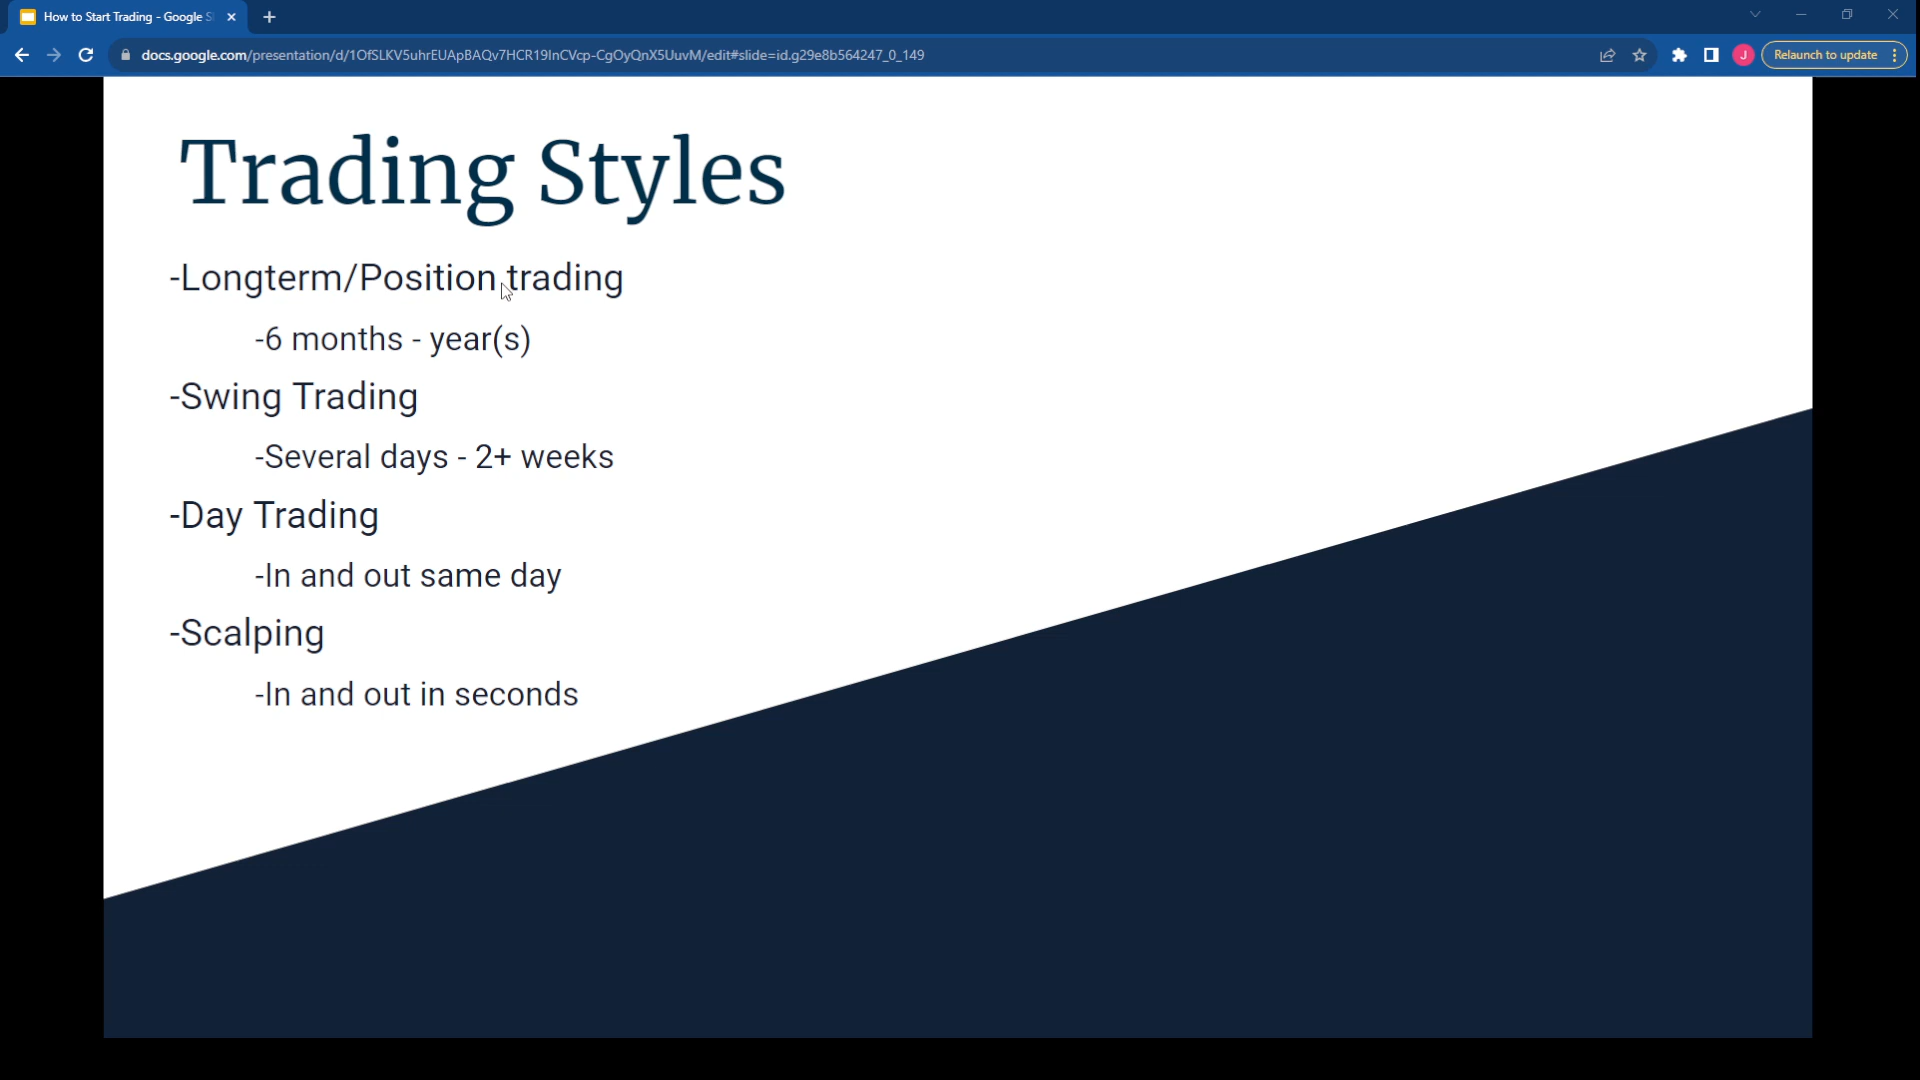 How to Start Trading - Google S
docs.google.com/presentation/d/1OfSLKV5uhrEUApBAQv7HCR19InCVcp-CgOyQnX5UuvM/edit#slide=id.g29e8b564247_0_149
J
Relaunch to update
Trading Styles
-Longterm/Position trading
-6 months - year(s)
-Swing Trading
-Several days - 2+ weeks
-Day Trading
-In and out same day
-Scalping
-In and out in seconds